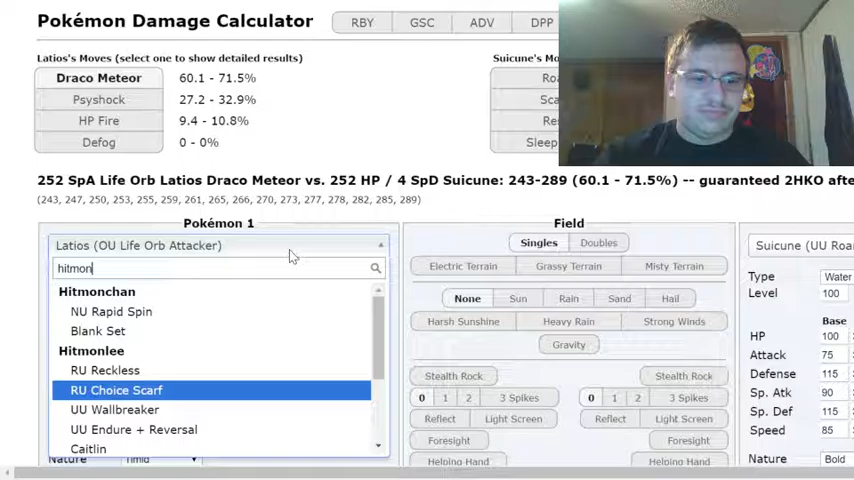 Pokémon Damage Calculator
RBY GSC ADV DPP
Latios's Moves (select one to show detailed results)
Draco Meteor 60.1 - 71.5%
Psyshock 27.2 - 32.9%
HP Fire 9.4 - 10.8%
Defog 0 - 0%
Suicune's Mo
Roa
Sca
Res
Sleep
252 SpA Life Orb Latios Draco Meteor vs. 252 HP / 4 SpD Suicune: 243-289 (60.1 - 71.5%) -- guaranteed 2HKO afte
(243, 247, 250, 253, 255, 259, 261, 265, 266, 270, 273, 277, 278, 282, 285, 289)
Pokémon 1
Latios (OU Life Orb Attacker)
hitmon
Hitmonchan
NU Rapid Spin
Blank Set
Hitmonlee
RU Reckless
RU Choice Scarf
UU Wallbreaker
UU Endure + Reversal
Caitlin
Nature Timid
Field
Singles Doubles
Electric Terrain Grassy Terrain Misty Terrain
None Sun Rain Sand Hail
Harsh Sunshine Heavy Rain Strong Winds
Gravity
Stealth Rock Stealth Rock
0 1 2 3 Spikes 0 1 2 3 Spikes
Reflect Light Screen Reflect Light Screen
Foresight Foresight
Helping Hand Helping Hand
Suicune (UU Roa
Type Water
Level 100
Base
HP 100
Attack 75
Defense 115
Sp. Atk 90
Sp. Def 115
Speed 85
Nature Bold